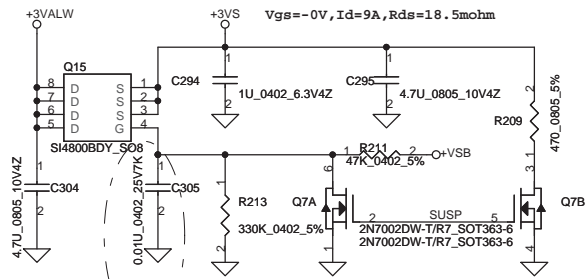 +3VALW
+3VS
Vgs=-0V,Id=9A,Rds=18.5mohm
Q15
8 D S 1
7 D S 2
6 D S 3
5 D G 4
SI4800BDY_SO8
C294
1
2
1U_0402_6.3V4Z
C295
1
2
4.7U_0805_10V4Z
R209
1
2
470_0805_5%
1
C304
2
4.7U_0805_10V4Z
1
C305
2
0.01U_0402_25V7K
1
R213
2
330K_0402_5%
1 R211 2
47K_0402_5%
+VSB
Q7A
6
2
1
SUSP
5
3
4
Q7B
2N7002DW-T/R7_SOT363-6
2N7002DW-T/R7_SOT363-6